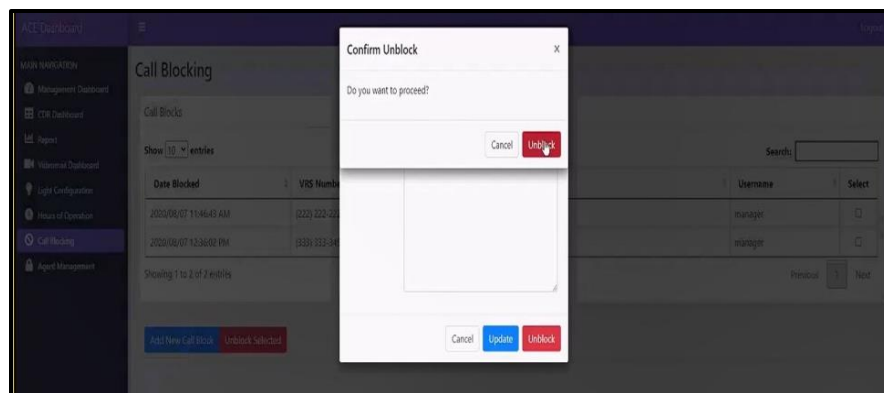 ACE Dashboard
Logout
MAIN NAVIGATION
Management Dashboard
CDR Dashboard
Report
Videomail Dashboard
Light Configuration
Hours of Operation
Call Blocking
Agent Management
Call Blocking
Call Blocks
Show 10 entries
Search:
Date Blocked VRS Numbe Username Select
2020/08/07 11:46:43 AM (222) 222-222 manager
2020/08/07 12:36:02 PM (333) 333-345 manager
Showing 1 to 2 of 2 entries
Previous 1 Next
Add New Call Block Unblock Selected
Confirm Unblock x
Do you want to proceed?
Cancel Unblock
Cancel Update Unblock